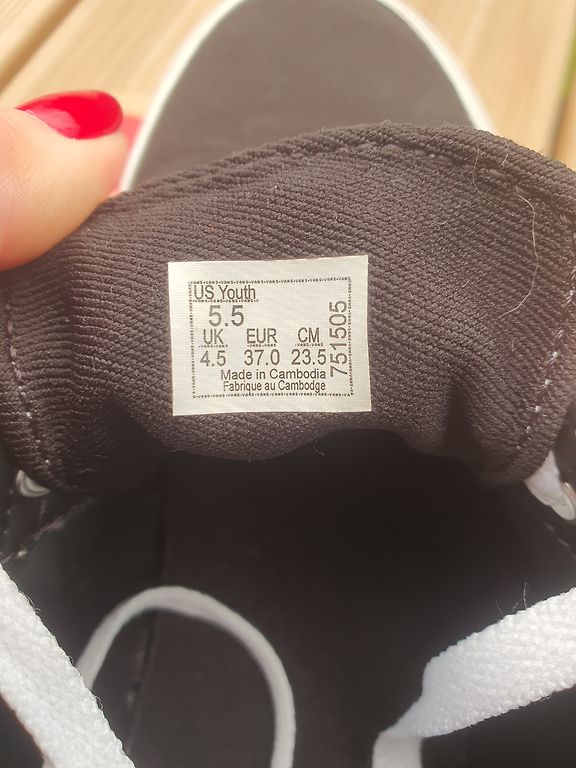 US Youth
5.5
UK EUR CM
4.5 37.0 23.5
Made in Cambodia
Fabrique au Cambodge
751505